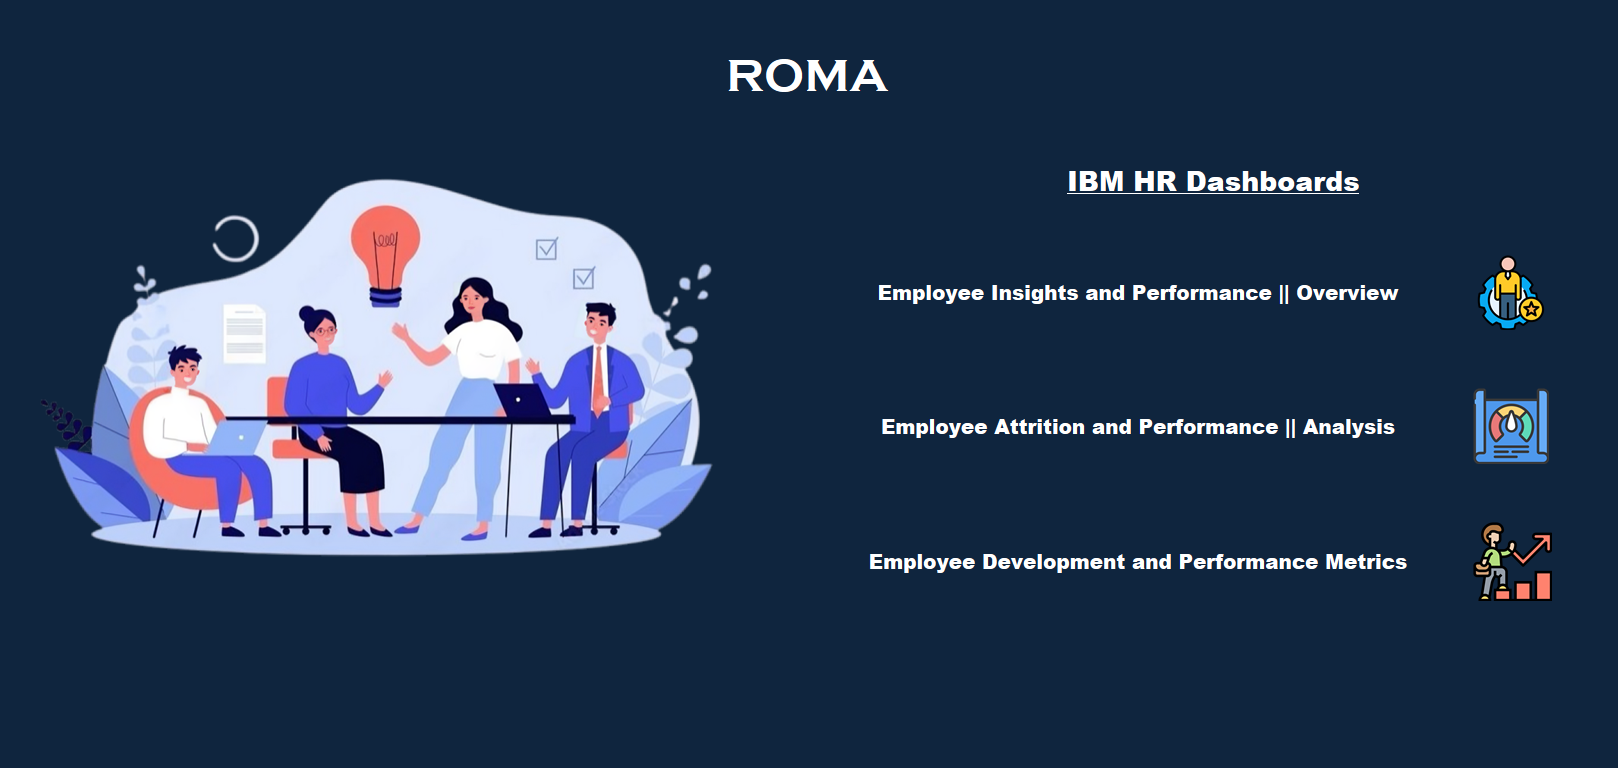 ROMA
IBM HR Dashboards
Employee Insights and Performance || Overview
Employee Attrition and Performance || Analysis
Employee Development and Performance Metrics